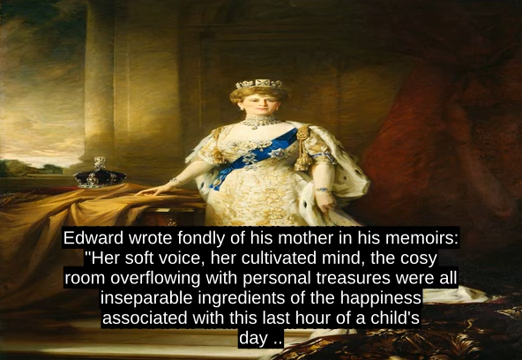 Edward wrote fondly of his mother in his memoirs:
"Her soft voice, her cultivated mind, the cosy
room overflowing with personal treasures were all
inseparable ingredients of the happiness
associated with this last hour of a child's
day ..